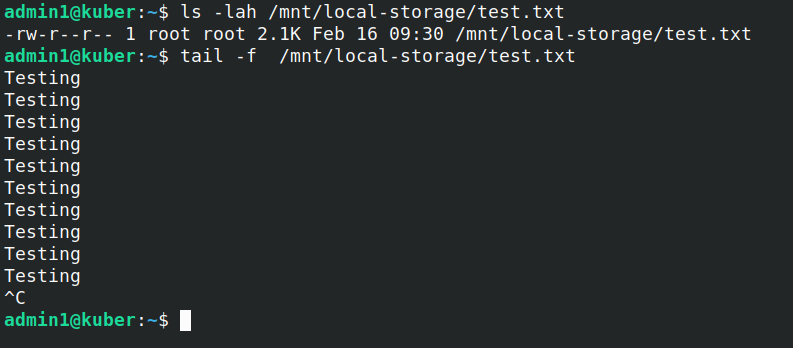 admin1@kuber:~$ ls -lah /mnt/local-storage/test.txt
-rw-r--r-- 1 root root 2.1K Feb 16 09:30 /mnt/local-storage/test.txt
admin1@kuber:~$ tail -f  /mnt/local-storage/test.txt
Testing
Testing
Testing
Testing
Testing
Testing
Testing
Testing
Testing
Testing
^C
admin1@kuber:~$